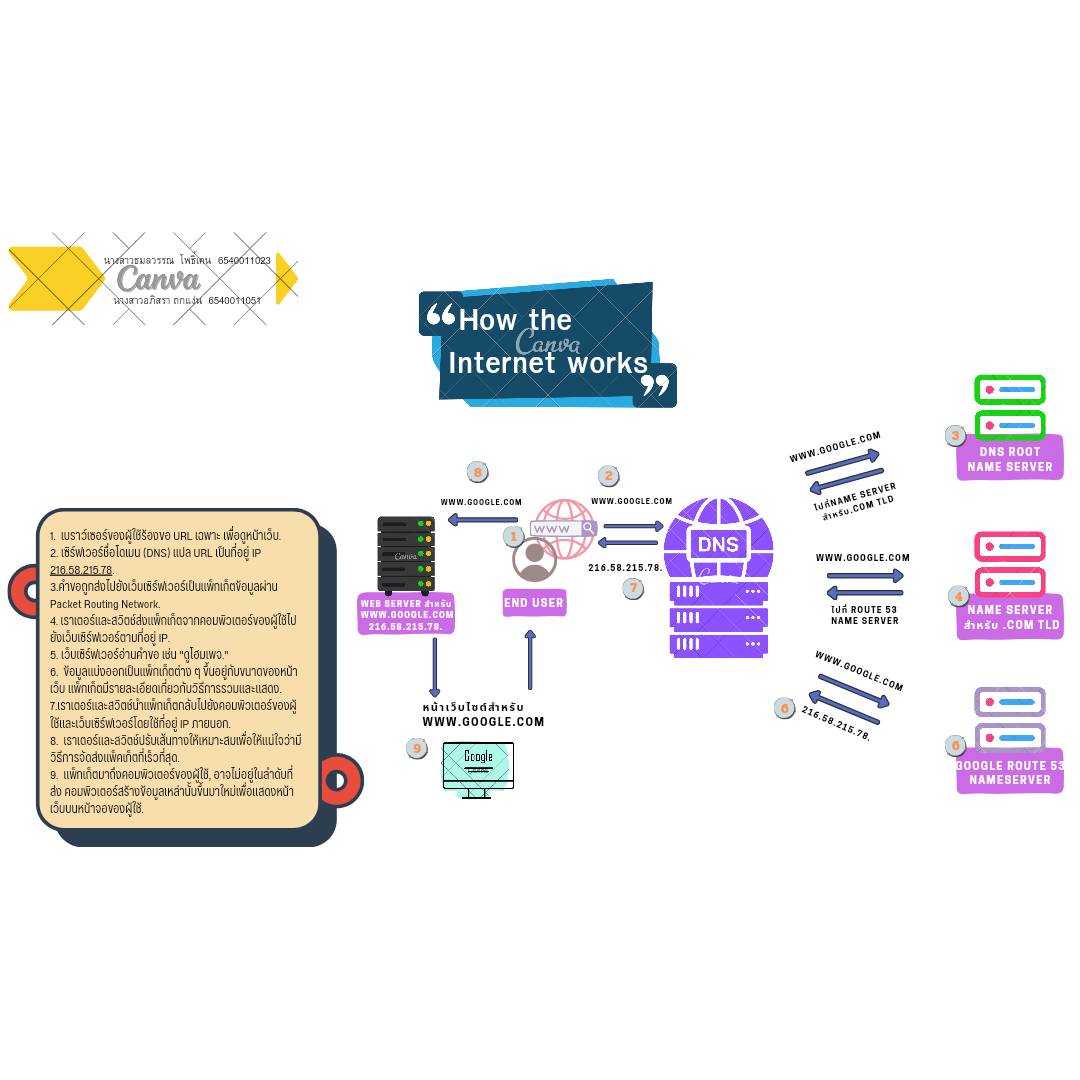 นางสาวธมลวรรณ โพธิ์เดน 6540011023
Canva
นางสาวอภิสรา ถกแง่น 6540011051
“How the
Canva
Internet works”
3
DNS ROOT
NAME SERVER
WWW.GOOGLE.COM
ไปที่NAME SERVER
สำหรับ.COM TLD
8
2
WWW.GOOGLE.COM
WWW.GOOGLE.COM
WWW
1
DNS
216.58.215.78.
7
END USER
Canva
WEB SERVER สำหรับ
WWW.GOOGLE.COM
216.58.215.78.
WWW.GOOGLE.COM
ไปที่ ROUTE 53
NAME SERVER
4
NAME SERVER
สำหรับ .COM TLD
WWW.GOOGLE.COM
6
216.58.215.78.
6
GOOGLE ROUTE 53
NAMESERVER
หน้าเว็บไซต์สำหรับ
WWW.GOOGLE.COM
9
Google
1. เบราว์เซอร์ของผู้ใช้ร้องขอ URL เฉพาะ เพื่อดูหน้าเว็บ.
2. เซิร์ฟเวอร์ชื่อโดเมน (DNS) แปล URL เป็นที่อยู่ IP
216.58.215.78.
3.คำขอถูกส่งไปยังเว็บเซิร์ฟเวอร์เป็นแพ็กเก็ตข้อมูลผ่าน
Packet Routing Network.
4. เราเตอร์และสวิตช์ส่งแพ็กเก็ตจากคอมพิวเตอร์ของผู้ใช้ไป
ยังเว็บเซิร์ฟเวอร์ตามที่อยู่ IP.
5. เว็บเซิร์ฟเวอร์อ่านคำขอ เช่น "ดูโฮมเพจ."
6. ข้อมูลแบ่งออกเป็นแพ็กเก็ตต่าง ๆ ขึ้นอยู่กับขนาดของหน้า
เว็บ แพ็กเก็ตมีรายละเอียดเกี่ยวกับวิธีการรวมและแสดง.
7.เราเตอร์และสวิตช์นำแพ็กเก็ตกลับไปยังคอมพิวเตอร์ของผู้
ใช้และเว็บเซิร์ฟเวอร์โดยใช้ที่อยู่ IP ภายนอก.
8. เราเตอร์และสวิตช์ปรับเส้นทางให้เหมาะสมเพื่อให้แน่ใจว่ามี
วิธีการจัดส่งแพ็คเก็ตที่เร็วที่สุด.
9. แพ็กเก็ตมาถึงคอมพิวเตอร์ของผู้ใช้, อาจไม่อยู่ในลำดับที่
ส่ง คอมพิวเตอร์สร้างข้อมูลเหล่านั้นขึ้นมาใหม่เพื่อแสดงหน้า
เว็บบนหน้าจอของผู้ใช้.